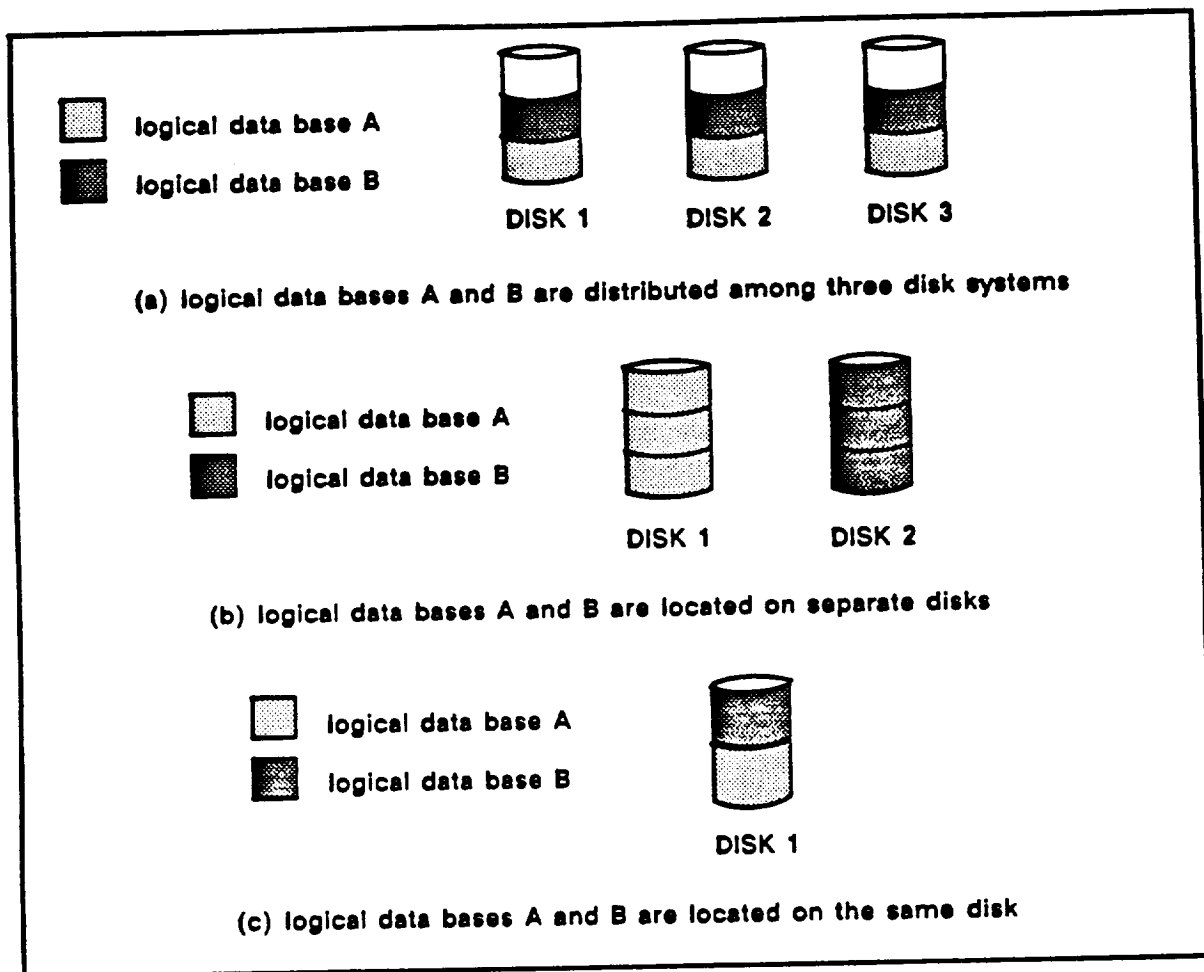 logical data base A
logical data base B
DISK 1
DISK 2
DISK 3
(a) logical data bases A and B are distributed among three disk systems
logical data base A
logical data base B
DISK 1
DISK 2
(b) logical data bases A and B are located on separate disks
logical data base A
logical data base B
DISK 1
(c) logical data bases A and B are located on the same disk